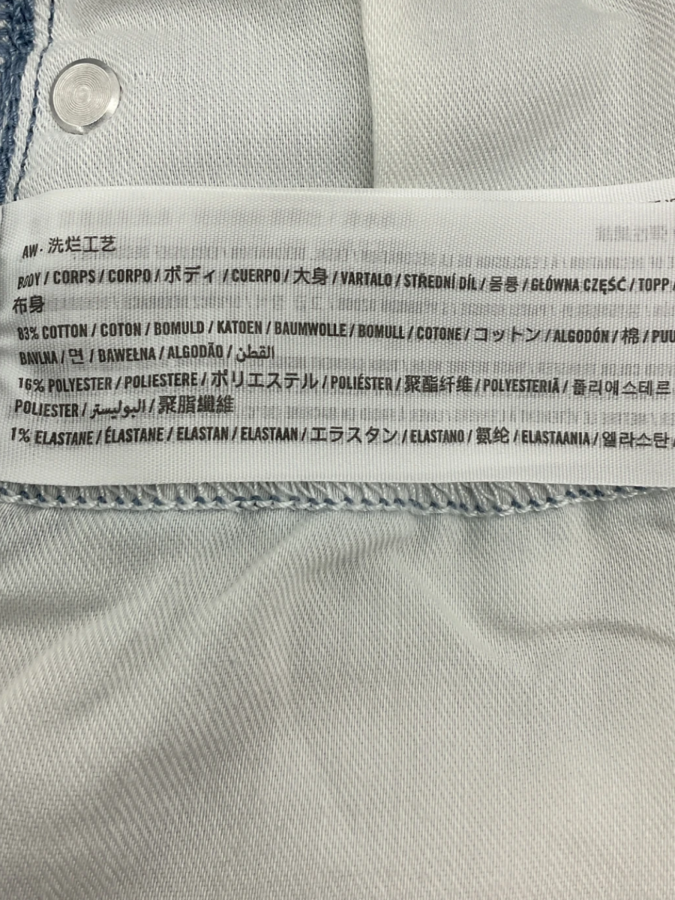 AW. 洗烂工艺
BODY / CORPS / CORPO / ボディ / CUERPO / 大身 / VARTALO / STŘEDNÍ DÍL / 몸통 / GŁÓWNA CZĘŚĆ / TOPP /
布身
83% COTTON / COTON / BOMULD / KATOEN / BAUMWOLLE / BOMULL / COTONE / コットン / ALGODÓN / 棉 / PUU
BAVLNA / 면 / BAWEŁNA / ALGODÃO / القطن
16% POLYESTER / POLIESTERE / ポリエステル / POLIÉSTER / 聚酯纤维 / POLYESTERIÄ / 폴리에스테르
POLIESTER / البوليستر / 聚脂纖維
1% ELASTANE / ÉLASTANE / ELASTAN / ELASTAAN / エラスタン / ELASTANO / 氨纶 / ELASTAANIA / 엘라스탄 /